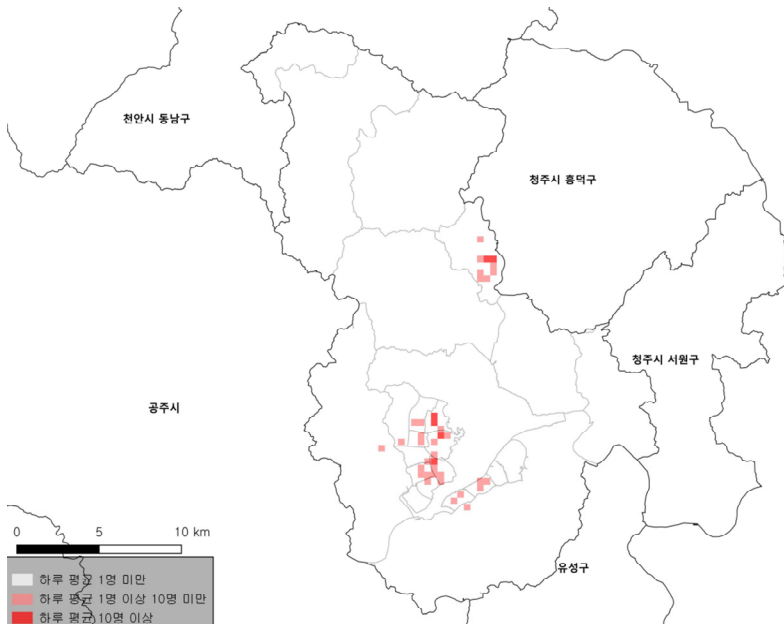 천안시 동남구
청주시 흥덕구
청주시 서원구
공주시
0 5 10 km
유성구
하루 평균 1명 미만
하루 평균 1명 이상 10명 미만
하루 평균 10명 이상